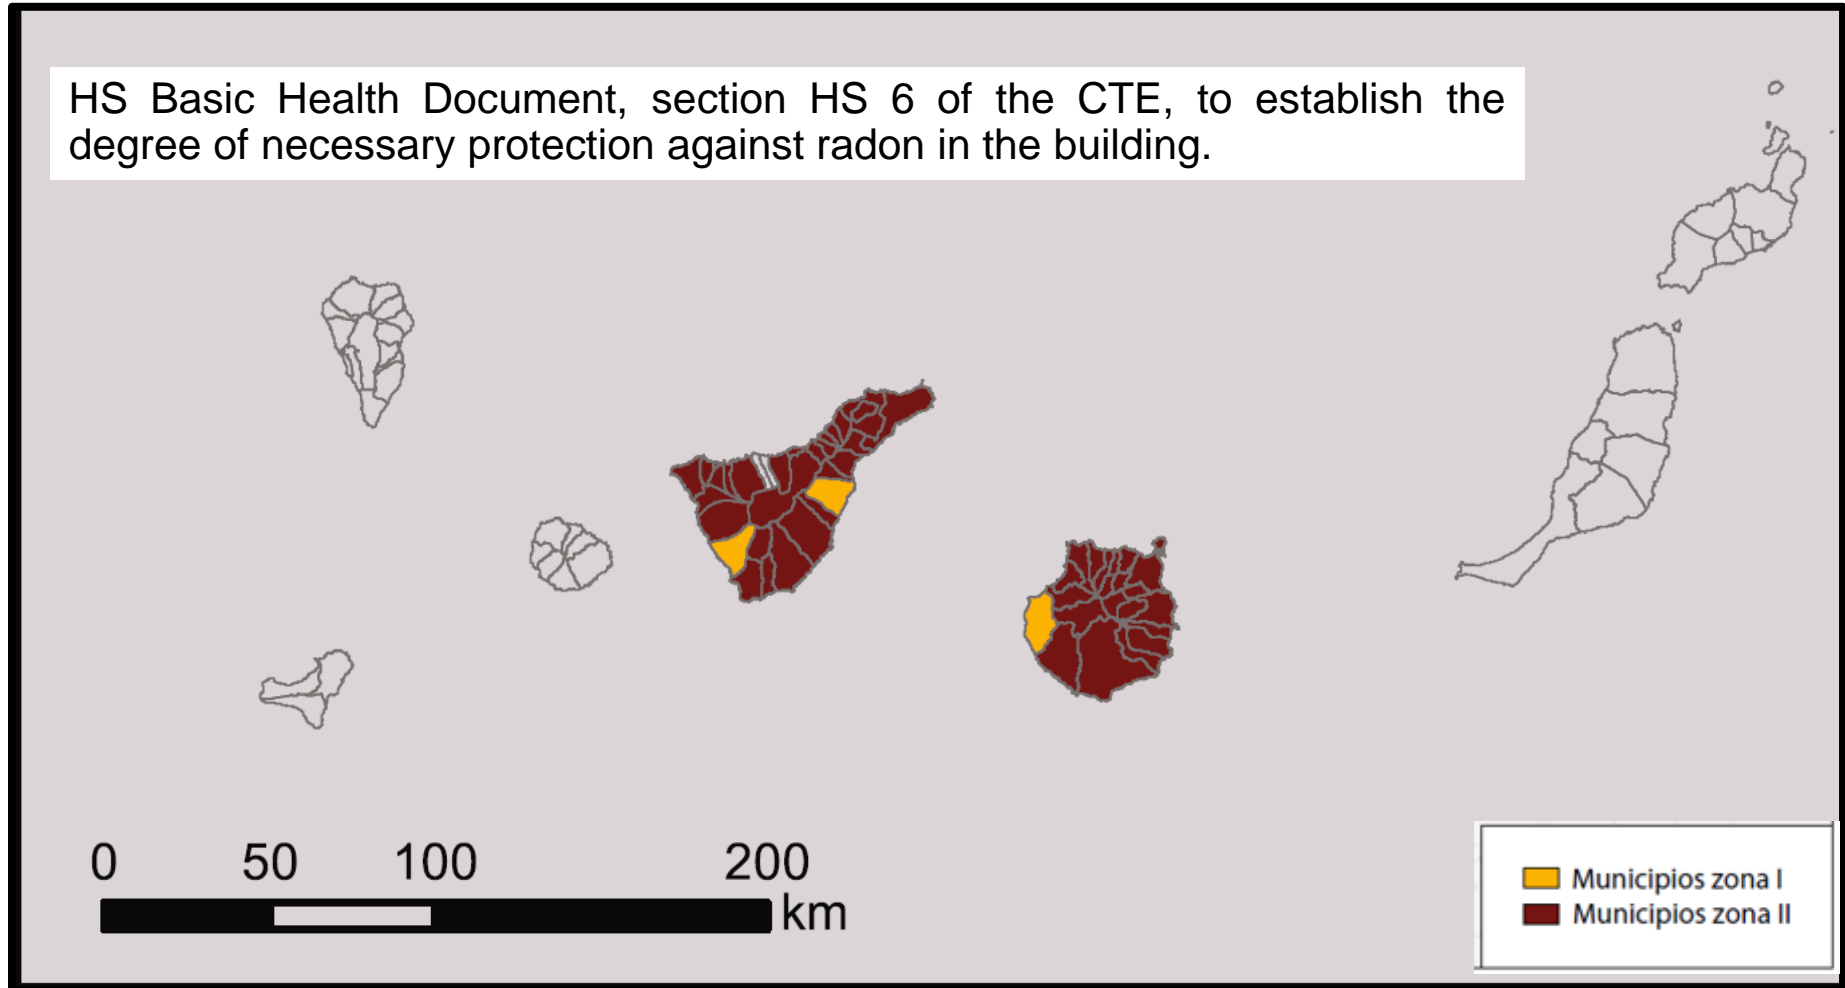 HS Basic Health Document, section HS 6 of the CTE, to establish the
degree of necessary protection against radon in the building.
0 50 100 200
km
Municipios zona I
Municipios zona II